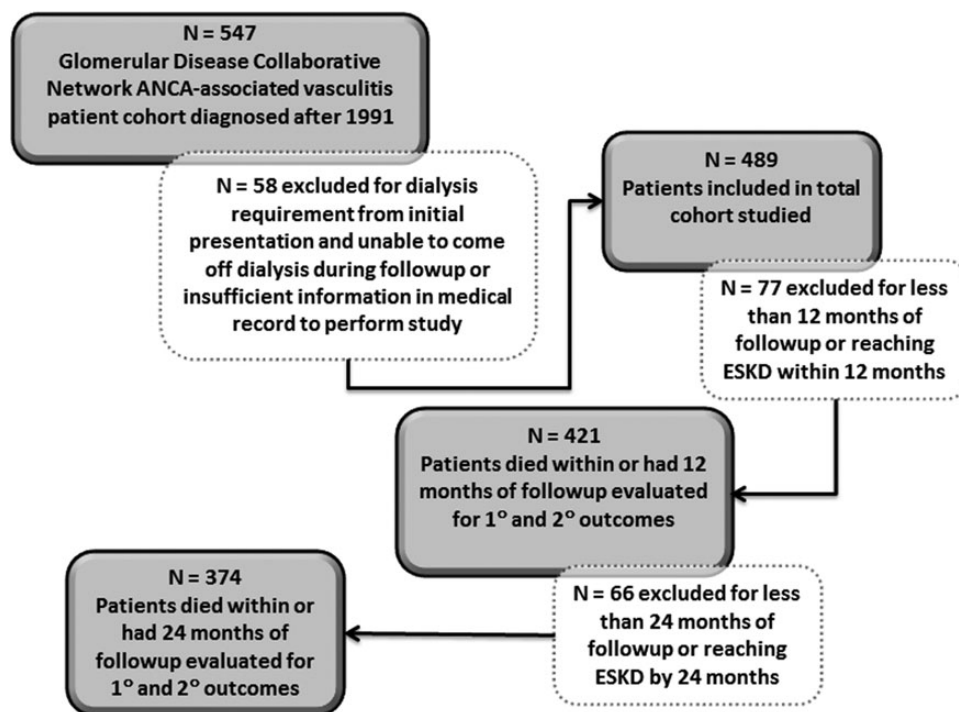 N = 547
Glomerular Disease Collaborative
Network ANCA-associated vasculitis
patient cohort diagnosed after 1991
N = 58 excluded for dialysis
requirement from initial
presentation and unable to come
off dialysis during followup or
insufficient information in medical
record to perform study
N = 489
Patients included in total
cohort studied
N = 77 excluded for less
than 12 months of
followup or reaching
ESKD within 12 months
N = 421
Patients died within or had 12
months of followup evaluated
for 1° and 2° outcomes
N = 66 excluded for less
than 24 months of
followup or reaching
ESKD by 24 months
N = 374
Patients died within or
had 24 months of
followup evaluated for
1° and 2° outcomes